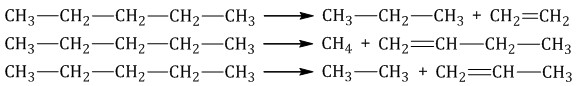 CH₃—CH₂—CH₂—CH₂—CH₃ ⟶ CH₃—CH₂—CH₃ + CH₂=CH₂
CH₃—CH₂—CH₂—CH₂—CH₃ ⟶ CH₄ + CH₂=CH—CH₂—CH₃
CH₃—CH₂—CH₂—CH₂—CH₃ ⟶ CH₃—CH₃ + CH₂=CH—CH₃